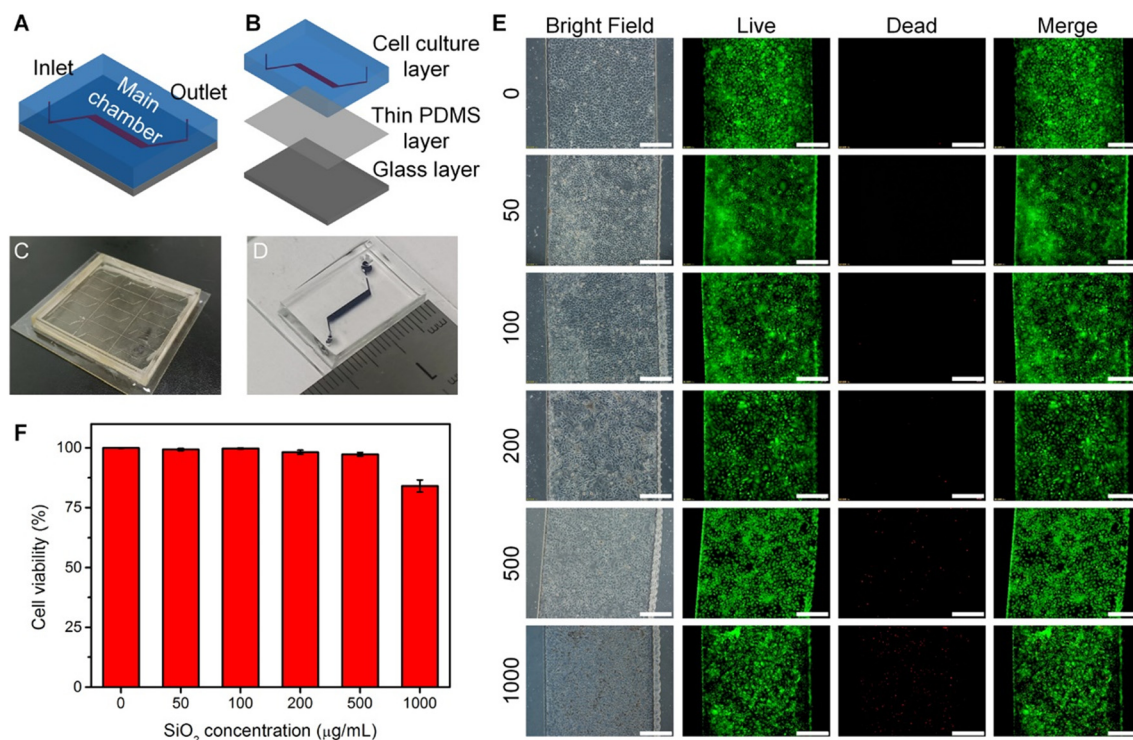 A
Inlet
Main
chamber
Outlet
B
Cell culture
layer
Thin PDMS
layer
Glass layer
C
D
E
Bright Field
Live
Dead
Merge
0
50
100
200
500
1000
F
Cell viability (%)
100
75
50
25
0
0
50
100
200
500
1000
SiO₂ concentration (μg/mL)